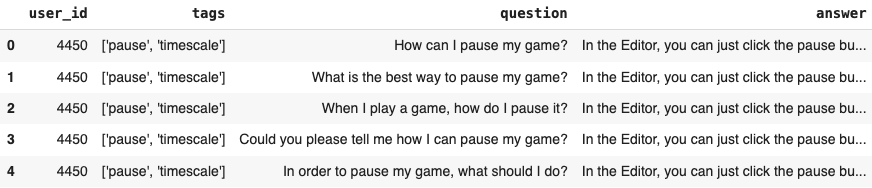 user_id tags question answer
0 4450 ['pause', 'timescale'] How can I pause my game? In the Editor, you can just click the pause bu...
1 4450 ['pause', 'timescale'] What is the best way to pause my game? In the Editor, you can just click the pause bu...
2 4450 ['pause', 'timescale'] When I play a game, how do I pause it? In the Editor, you can just click the pause bu...
3 4450 ['pause', 'timescale'] Could you please tell me how I can pause my game? In the Editor, you can just click the pause bu...
4 4450 ['pause', 'timescale'] In order to pause my game, what should I do? In the Editor, you can just click the pause bu...